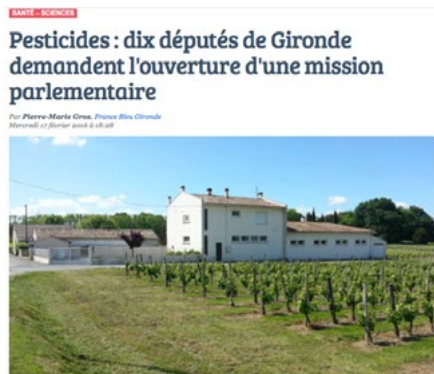 SANTÉ – SCIENCES
Pesticides : dix députés de Gironde
demandent l'ouverture d'une mission
parlementaire
Par Pierre-Marie Gros, France Bleu Gironde
Mercredi 17 février 2016 à 18:28